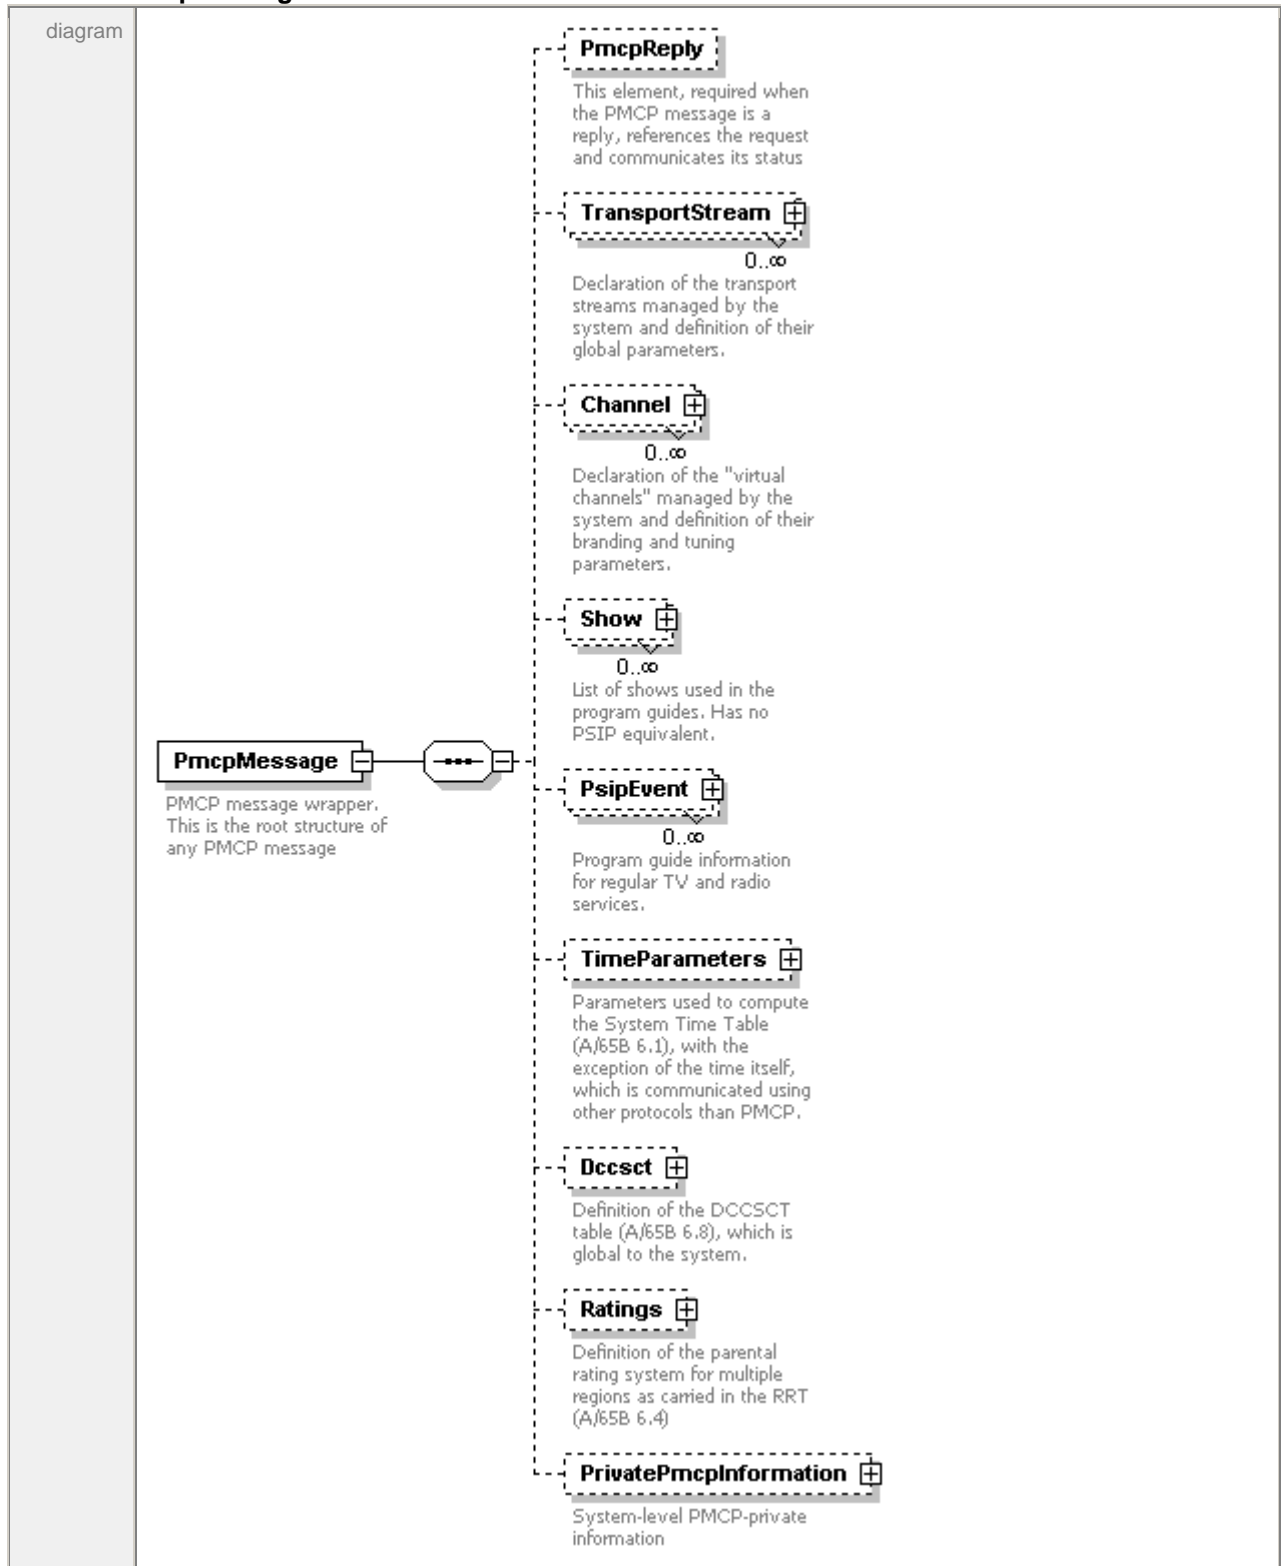 diagram
PmcpReply
This element, required when
the PMCP message is a
reply, references the request
and communicates its status
TransportStream
0..∞
Declaration of the transport
streams managed by the
system and definition of their
global parameters.
Channel
0..∞
Declaration of the "virtual
channels" managed by the
system and definition of their
branding and tuning
parameters.
Show
0..∞
List of shows used in the
program guides. Has no
PSIP equivalent.
PmcpMessage
PMCP message wrapper.
This is the root structure of
any PMCP message
PsipEvent
0..∞
Program guide information
for regular TV and radio
services.
TimeParameters
Parameters used to compute
the System Time Table
(A/65B 6.1), with the
exception of the time itself,
which is communicated using
other protocols than PMCP.
Dccsct
Definition of the DCCSCT
table (A/65B 6.8), which is
global to the system.
Ratings
Definition of the parental
rating system for multiple
regions as carried in the RRT
(A/65B 6.4)
PrivatePmcpInformation
System-level PMCP-private
information